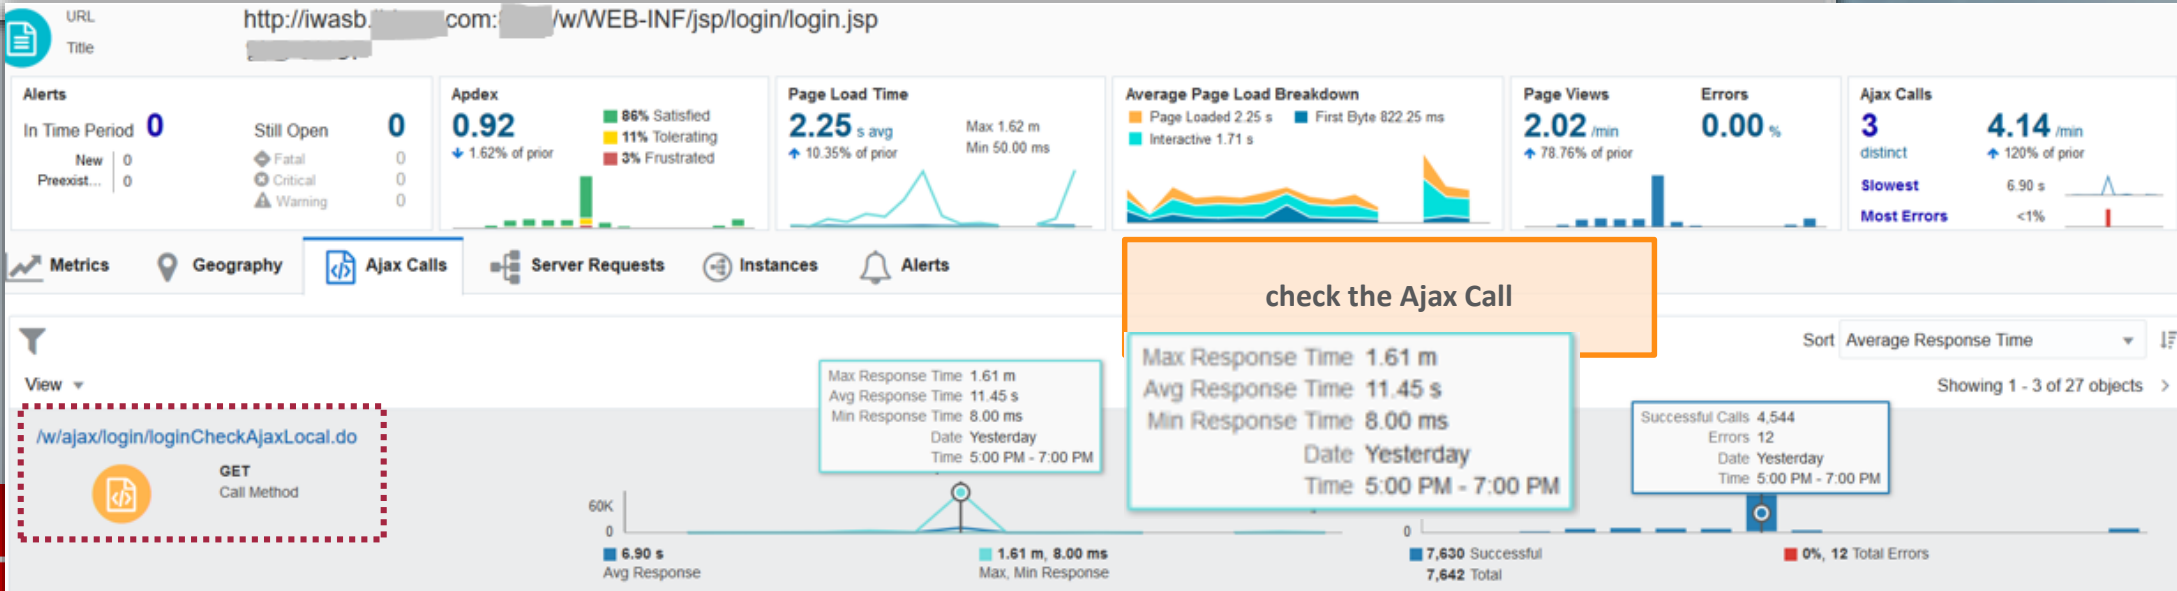 URL
http://iwasb. com: /w/WEB-INF/jsp/login/login.jsp
Title
Alerts
In Time Period 0
Still Open 0
New 0
Preexist... 0
Fatal 0
Critical 0
Warning 0
Apdex
0.92
1.62% of prior
86% Satisfied
11% Tolerating
3% Frustrated
Page Load Time
2.25 s avg
10.35% of prior
Max 1.62 m
Min 50.00 ms
Average Page Load Breakdown
Page Loaded 2.25 s First Byte 822.25 ms
Interactive 1.71 s
Page Views
2.02 /min
78.76% of prior
Errors
0.00 %
Ajax Calls
3
distinct
4.14 /min
120% of prior
Slowest 6.90 s
Most Errors <1%
Metrics Geography Ajax Calls Server Requests Instances Alerts
check the Ajax Call
Sort Average Response Time
View
Showing 1 - 3 of 27 objects
/w/ajax/login/loginCheckAjaxLocal.do
GET
Call Method
Max Response Time 1.61 m
Avg Response Time 11.45 s
Min Response Time 8.00 ms
Date Yesterday
Time 5:00 PM - 7:00 PM
Max Response Time 1.61 m
Avg Response Time 11.45 s
Min Response Time 8.00 ms
Date Yesterday
Time 5:00 PM - 7:00 PM
Successful Calls 4,544
Errors 12
Date Yesterday
Time 5:00 PM - 7:00 PM
60K
0
6.90 s
Avg Response
1.61 m, 8.00 ms
Max, Min Response
0
7,630 Successful
7,642 Total
0%, 12 Total Errors